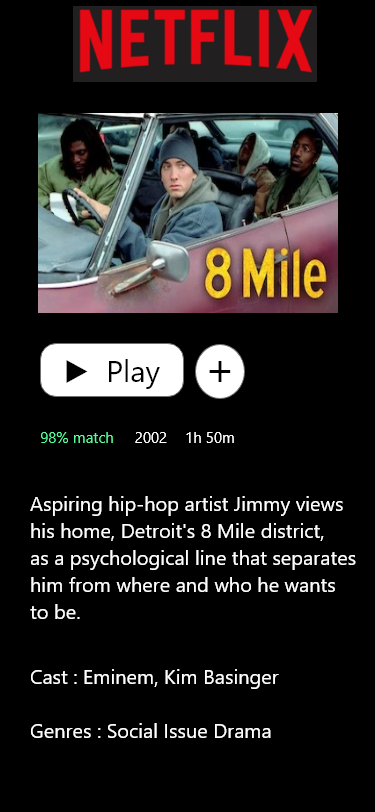 NETFLIX
8 Mile
Play
98% match 2002 1h 50m
Aspiring hip-hop artist Jimmy views
his home, Detroit's 8 Mile district,
as a psychological line that separates
him from where and who he wants
to be.
Cast : Eminem, Kim Basinger
Genres : Social Issue Drama